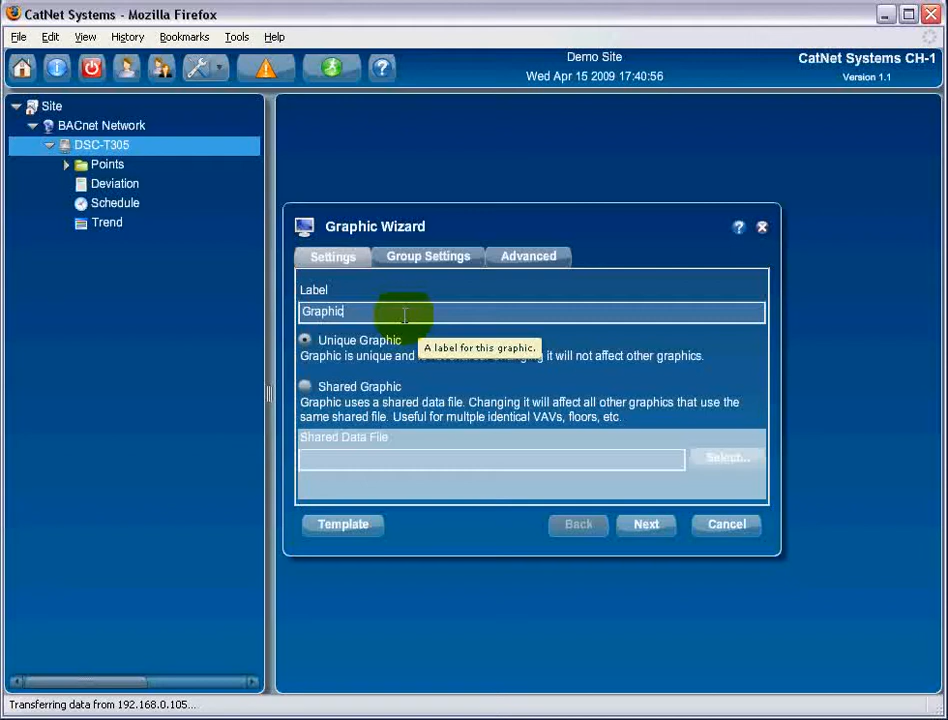 CatNet Systems - Mozilla Firefox
File Edit View History Bookmarks Tools Help
Demo Site
Wed Apr 15 2009 17:40:56
CatNet Systems CH-1
Version 1.1
Site
BACnet Network
DSC-T305
Points
Deviation
Schedule
Trend
Graphic Wizard
Settings Group Settings Advanced
Label
Graphic
Unique Graphic
A label for this graphic.
Graphic is unique and it will not affect other graphics.
Shared Graphic
Graphic uses a shared data file. Changing it will affect all other graphics that use the
same shared file. Useful for multple identical VAVs, floors, etc.
Shared Data File
Select...
Template Back Next Cancel
Transferring data from 192.168.0.105...